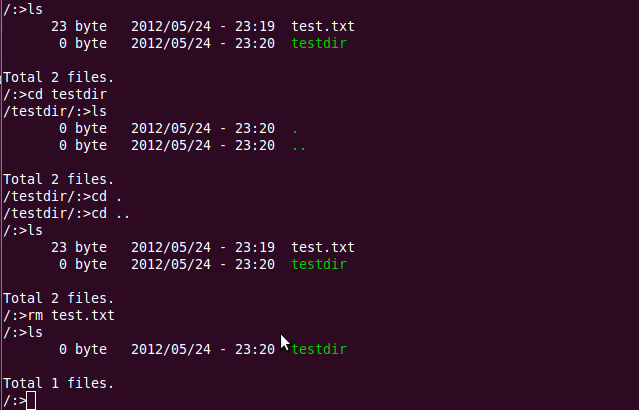 /:>ls
23 byte 2012/05/24 - 23:19 test.txt
0 byte 2012/05/24 - 23:20 testdir
Total 2 files.
/:>cd testdir
/testdir/:>ls
0 byte 2012/05/24 - 23:20 .
0 byte 2012/05/24 - 23:20 ..
Total 2 files.
/testdir/:>cd .
/testdir/:>cd ..
/:>ls
23 byte 2012/05/24 - 23:19 test.txt
0 byte 2012/05/24 - 23:20 testdir
Total 2 files.
/:>rm test.txt
/:>ls
0 byte 2012/05/24 - 23:20 testdir
Total 1 files.
/:>